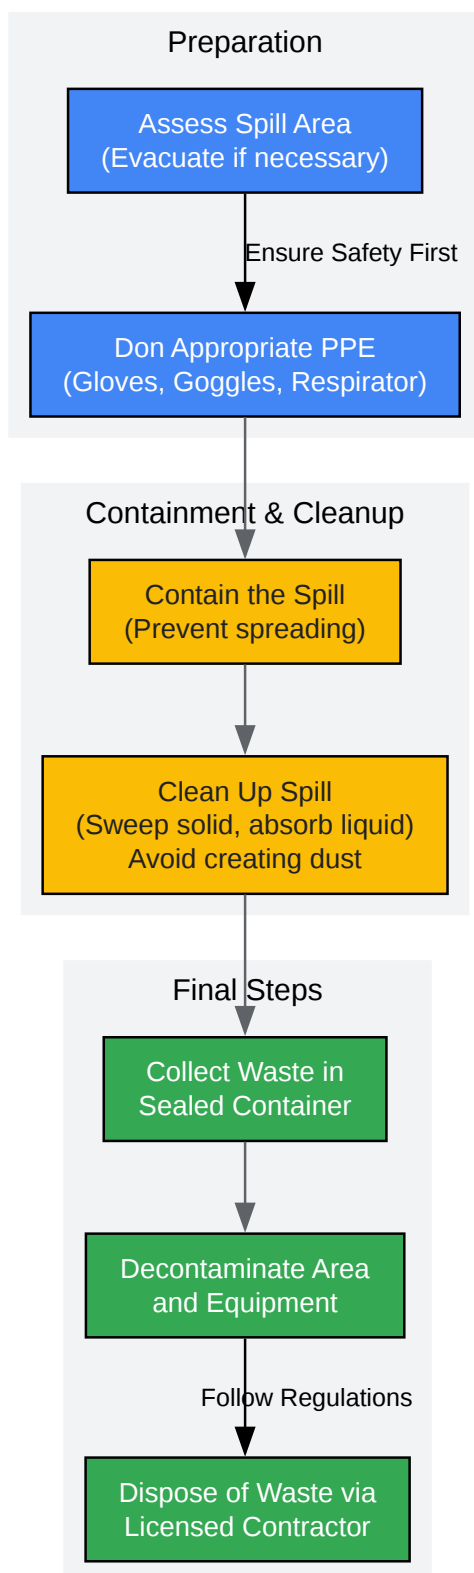 Preparation
Assess Spill Area
(Evacuate if necessary)
Ensure Safety First
Don Appropriate PPE
(Gloves, Goggles, Respirator)
Containment & Cleanup
Contain the Spill
(Prevent spreading)
Clean Up Spill
(Sweep solid, absorb liquid)
Avoid creating dust
Final Steps
Collect Waste in
Sealed Container
Decontaminate Area
and Equipment
Follow Regulations
Dispose of Waste via
Licensed Contractor